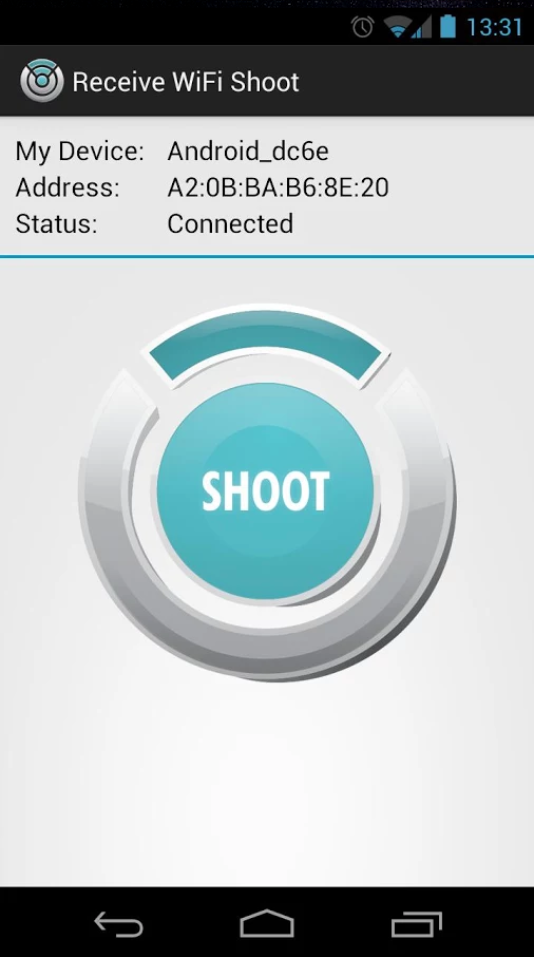 13:31
Receive WiFi Shoot
My Device: Android_dc6e
Address: A2:0B:BA:B6:8E:20
Status: Connected
SHOOT